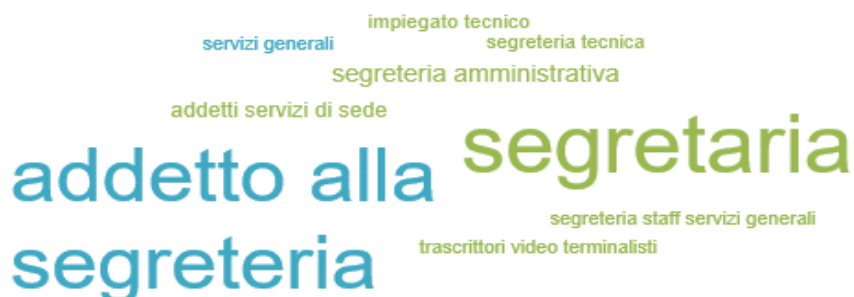 impiegato tecnico
servizi generali
segreteria tecnica
segreteria amministrativa
addetti servizi di sede
segretaria
addetto alla
segreteria
segreteria staff servizi generali
trascrittori video terminalisti